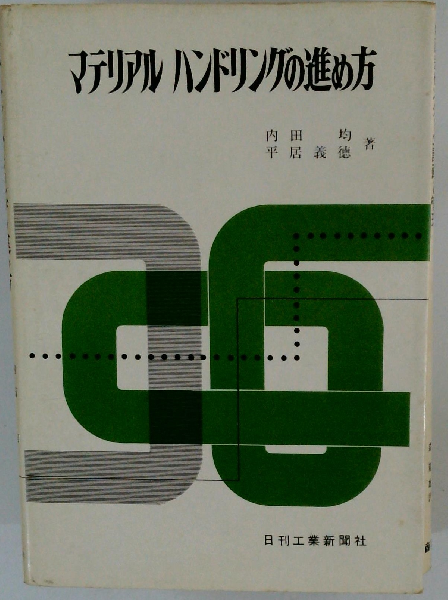 マテリアル ハンドリングの進め方
内田 均
平居義徳 著
日刊工業新聞社